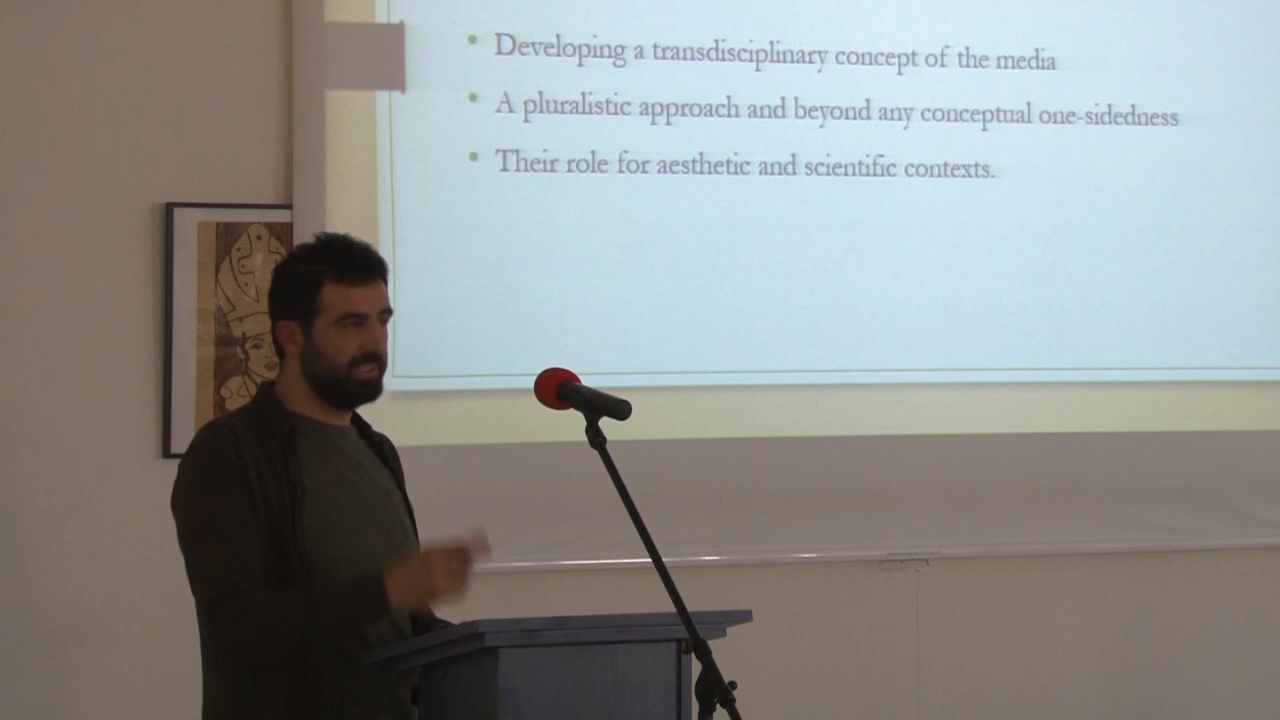 • Developing a transdisciplinary concept of the media
• A pluralistic approach and beyond any conceptual one-sidedness
• Their role for aesthetic and scientific contexts.